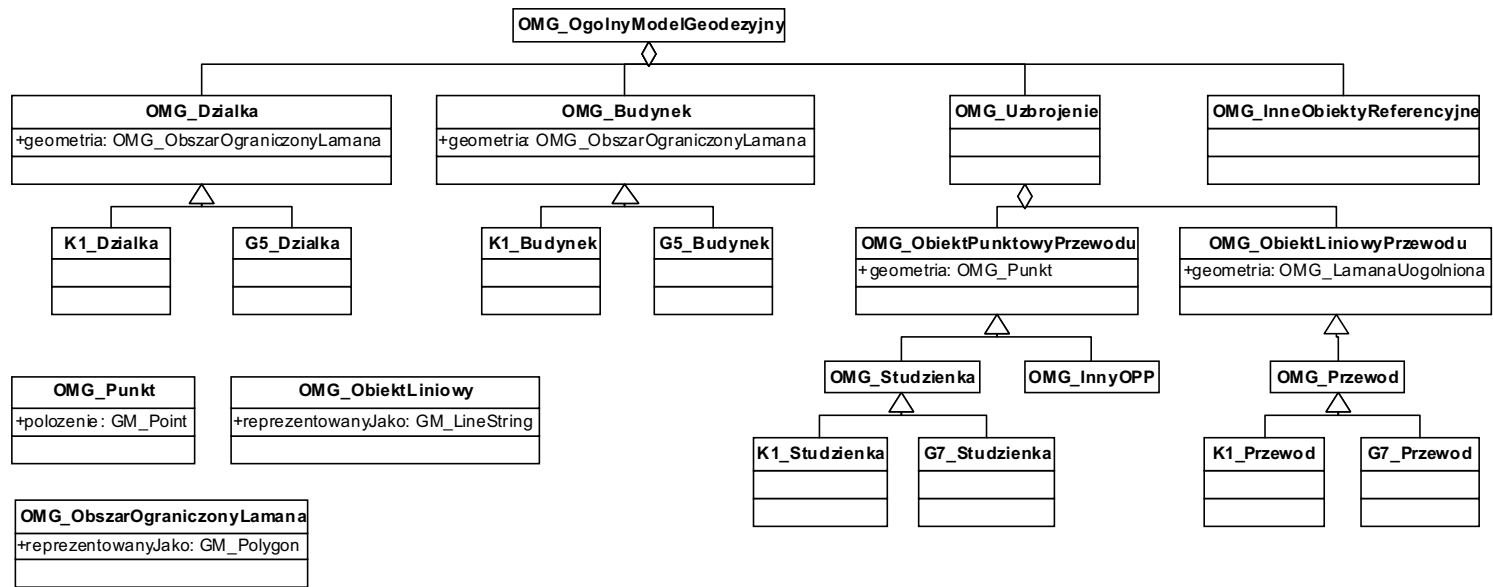 OMG_OgolnyModelGeodezyjny
OMG_Dzialka
+geometria: OMG_ObszarOgraniczonyLamana
OMG_Budynek
+geometria: OMG_ObszarOgraniczonyLamana
OMG_Uzbrojenie
OMG_InneObiektyReferencyjne
K1_Dzialka
G5_Dzialka
K1_Budynek
G5_Budynek
OMG_ObiektPunktowyPrzewodu
+geometria: OMG_Punkt
OMG_ObiektLiniowyPrzewodu
+geometria: OMG_LamanaUogolniona
OMG_Studzienka
OMG_InnyOPP
OMG_Przewod
OMG_Punkt
+polozenie: GM_Point
OMG_ObiektLiniowy
+reprezentowanyJako: GM_LineString
K1_Studzienka
G7_Studzienka
K1_Przewod
G7_Przewod
OMG_ObszarOgraniczonyLamana
+reprezentowanyJako: GM_Polygon